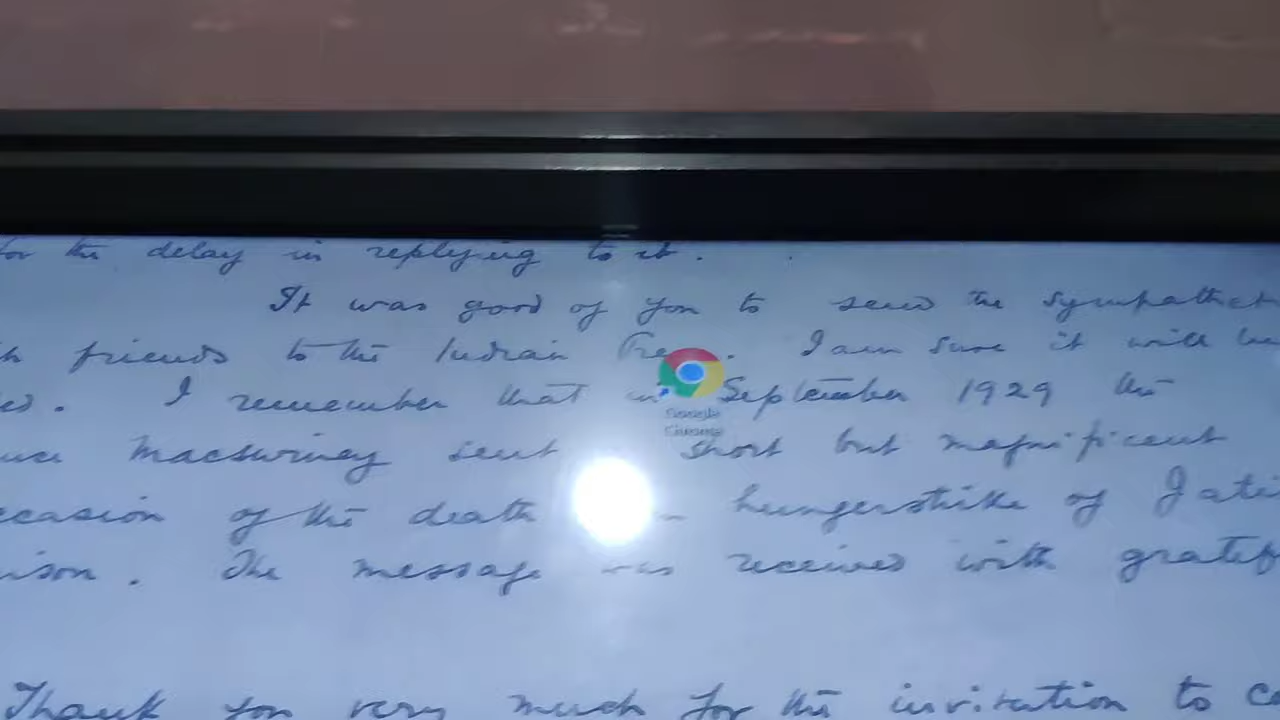 for the delay in replying to it.
It was good of you to send the sympathet
friends to the Indian Press. I am sure it will be
ed. I remember that in September 1929 the
Macswiney sent short but magnificent
ccasion of the death hungerstrike of Jati
ison. The message was received with gratef
Thank you very much for the invitation to co
Google
Chrome